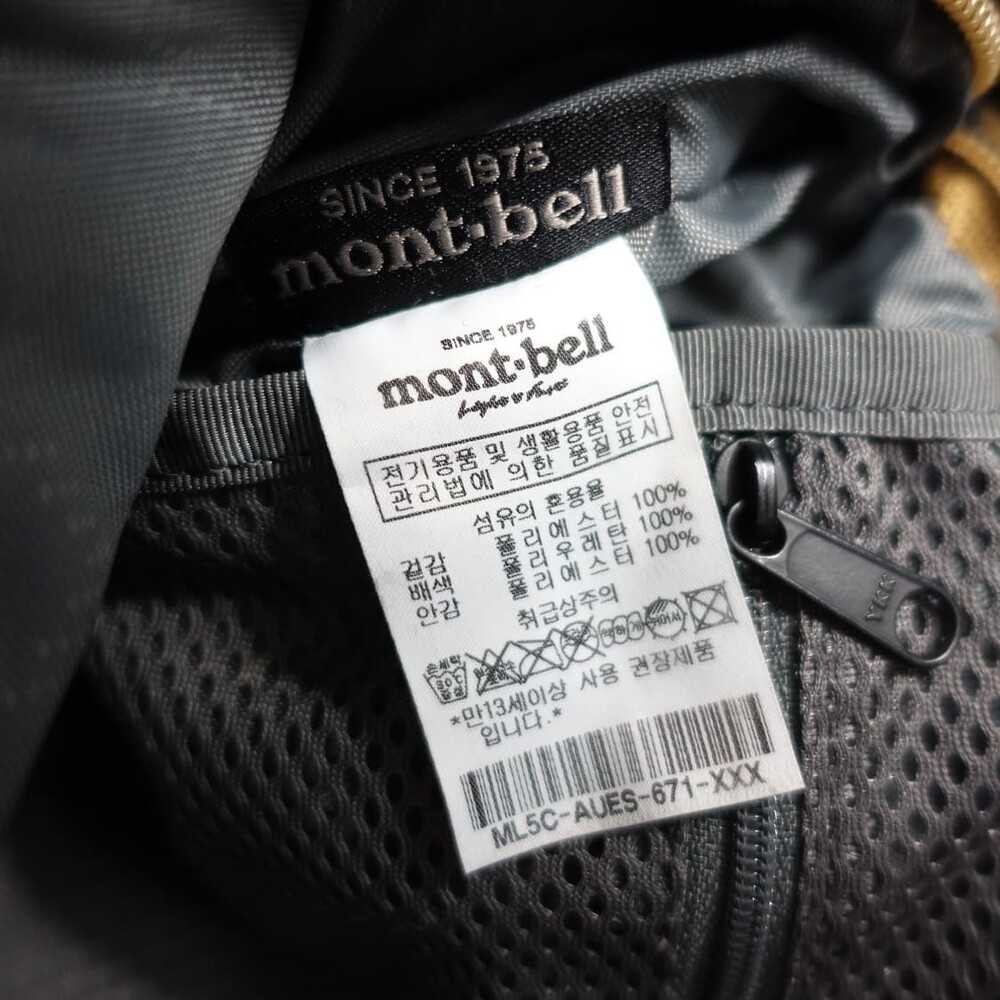 SINCE 1975
mont·bell
SINCE 1975
mont·bell
전기용품 및 생활용품 안전
관리법에 의한 품질표시
섬유의 혼용율
겉감 폴리에스터 100%
배색 폴리우레탄 100%
안감 폴리에스터 100%
취급상주의
손세탁
*만13세이상 사용 권장제품
입니다.*
ML5C-AUES-671-XXX
YKK